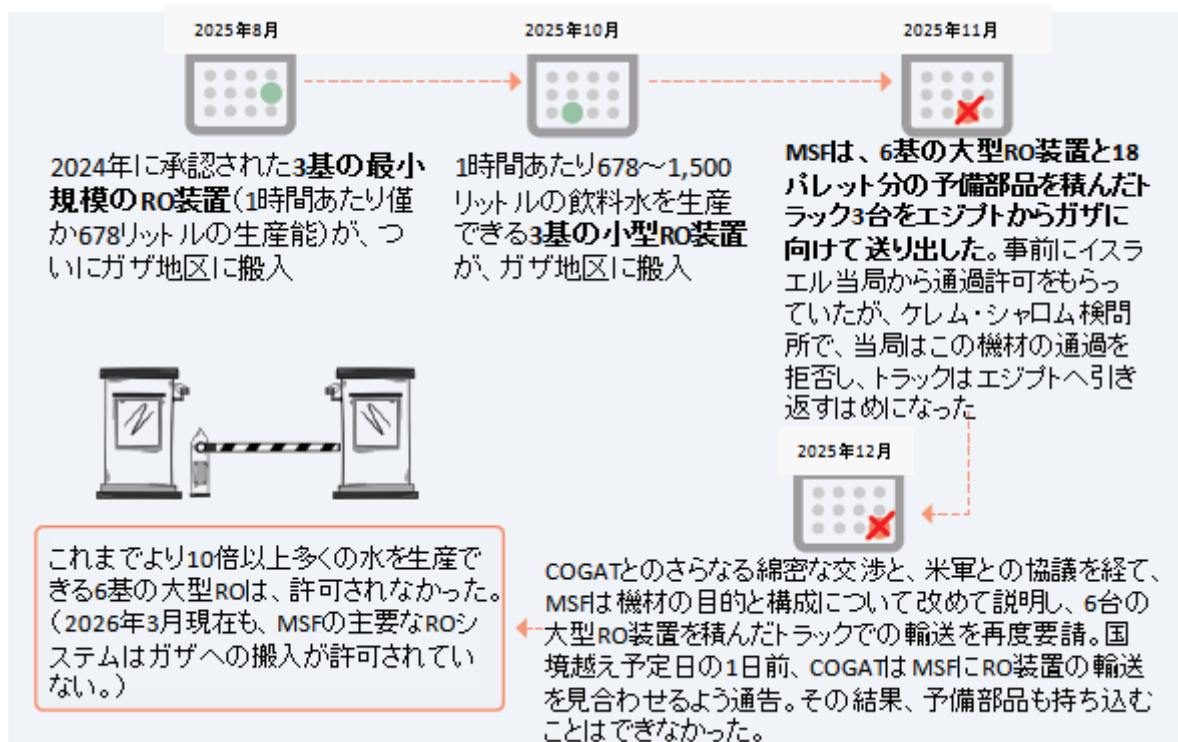 2025年8月
2024年に承認された3基の最小
規模のRO装置(1時間あたり僅
か678リットルの生産能)が、つ
いにガザ地区に搬入
2025年10月
1時間あたり678～1,500
リットルの飲料水を生産
できる3基の小型RO装置
が、ガザ地区に搬入
2025年11月
MSFは、6基の大型RO装置と18
パレット分の予備部品を積んだト
ラック3台をエジプトからガザに
向けて送り出した。事前にイスラ
エル当局から通過許可をもらっ
ていたが、ケレム・シャロム検問
所で、当局はこの機材の通過を
拒否し、トラックはエジプトへ引き
返すはめになった
2025年12月
COGATとのさらなる綿密な交渉と、米軍との協議を経て、
MSFは機材の目的と構成について改めて説明し、6台の
大型RO装置を積んだトラックでの輸送を再度要請。国
境越え予定日の1日前、COGATはMSFにRO装置の輸送
を見合わせるよう通告。その結果、予備部品も持ち込む
ことはできなかった。
これまでより10倍以上多くの水を生産で
きる6基の大型ROは、許可されなかった。
(2026年3月現在も、MSFの主要なROシ
ステムはガザへの搬入が許可されてい
ない。)